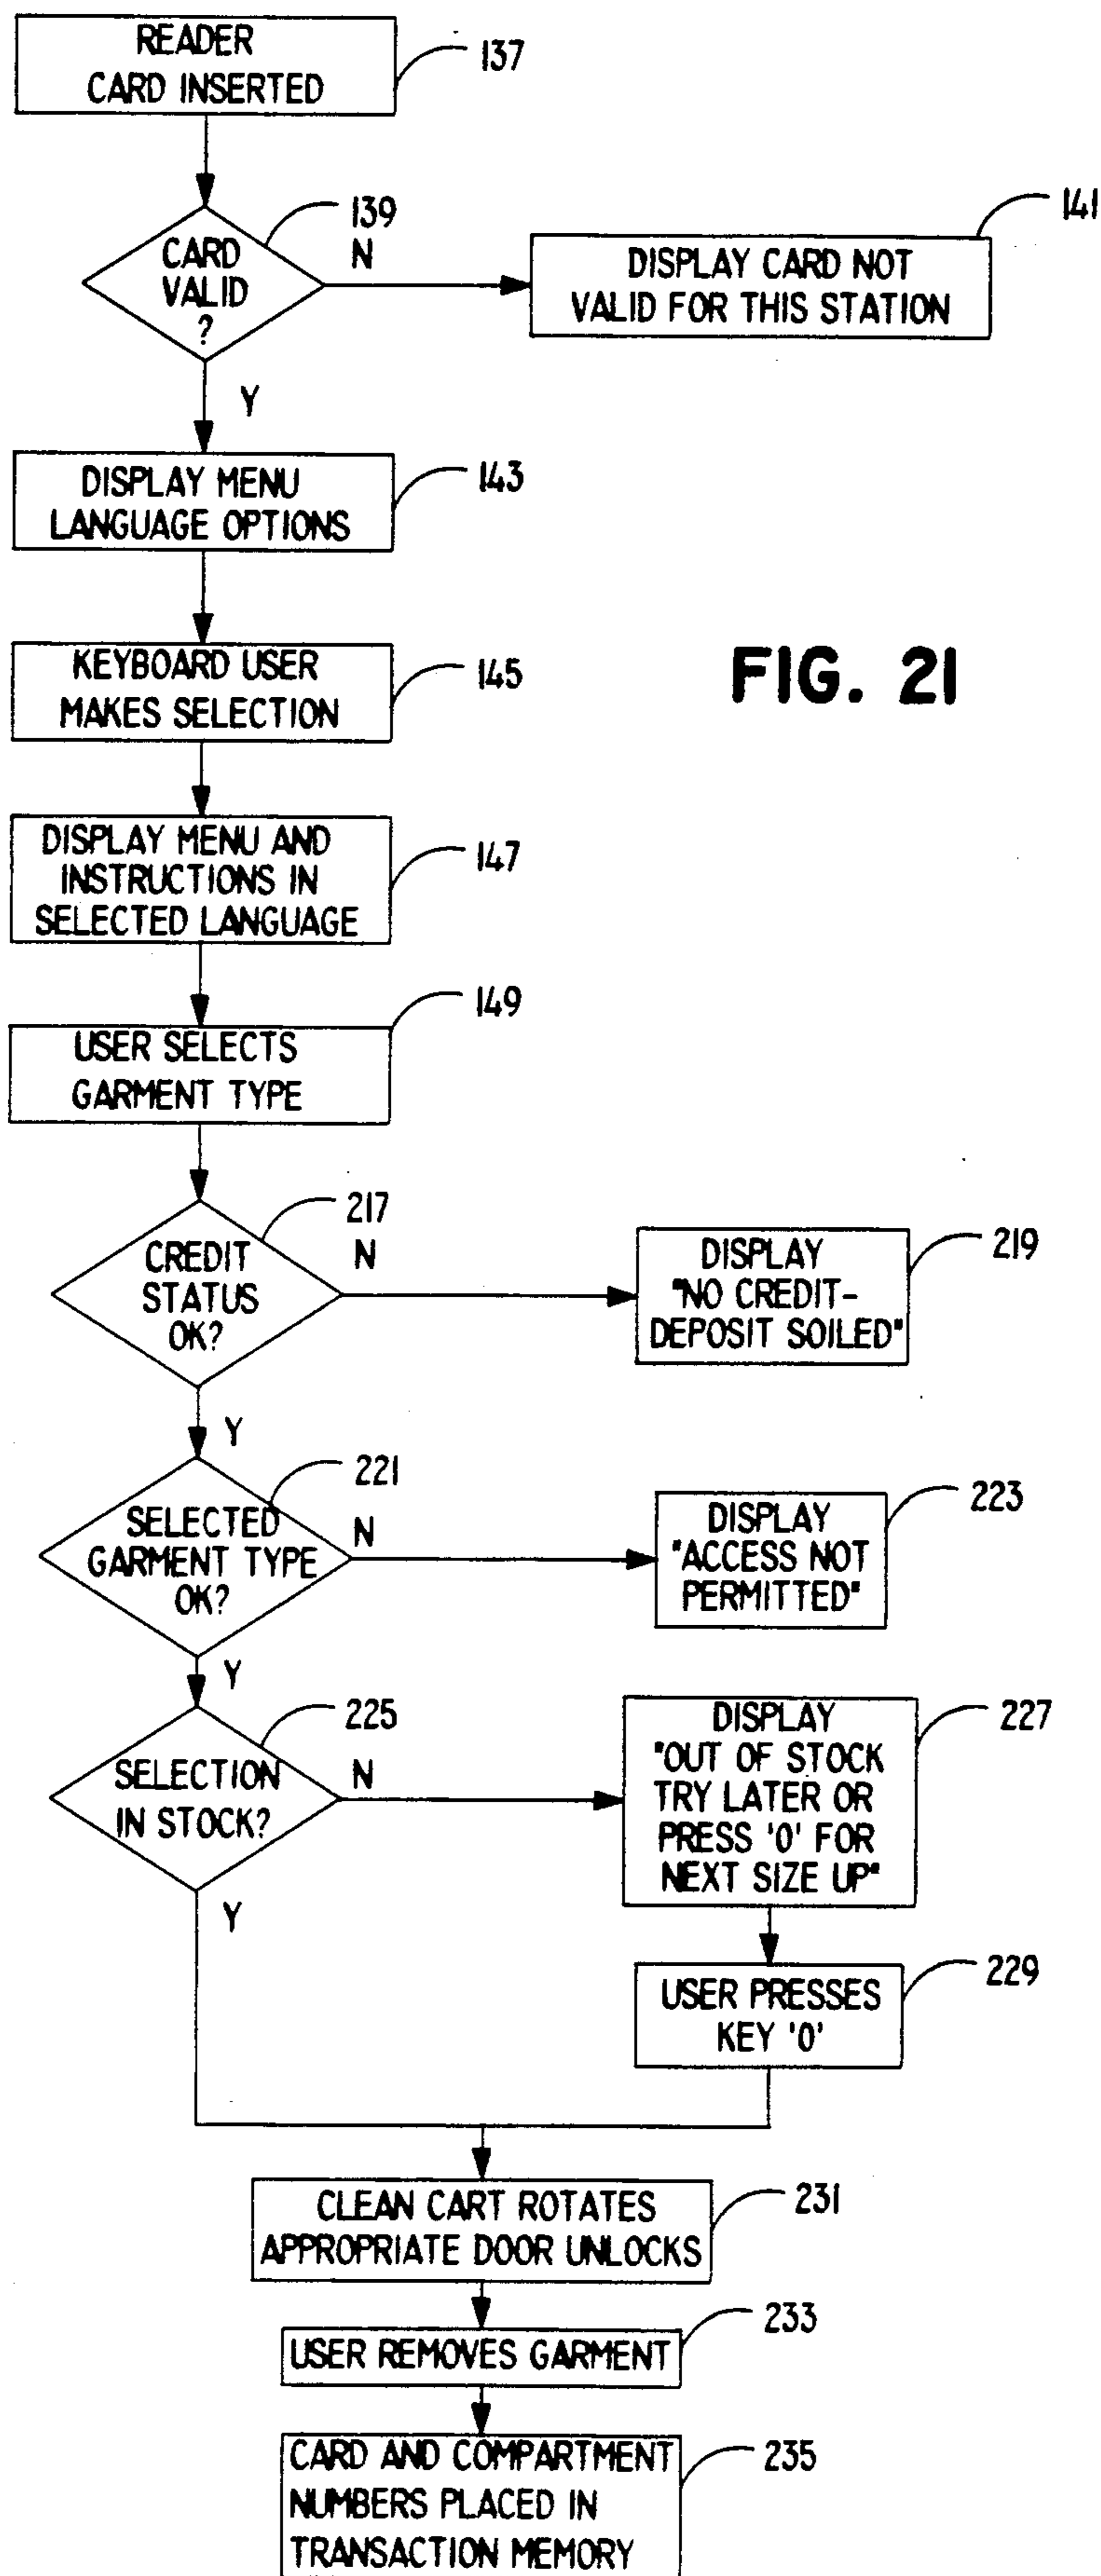 READER
CARD INSERTED
137
CARD
VALID
?
139
N
DISPLAY CARD NOT
VALID FOR THIS STATION
141
Y
DISPLAY MENU
LANGUAGE OPTIONS
143
KEYBOARD USER
MAKES SELECTION
145
FIG. 21
DISPLAY MENU AND
INSTRUCTIONS IN
SELECTED LANGUAGE
147
USER SELECTS
GARMENT TYPE
149
CREDIT
STATUS
OK?
217
N
DISPLAY
"NO CREDIT-
DEPOSIT SOILED"
219
Y
SELECTED
GARMENT TYPE
OK?
221
N
DISPLAY
"ACCESS NOT
PERMITTED"
223
Y
SELECTION
IN STOCK?
225
N
DISPLAY
"OUT OF STOCK
TRY LATER OR
PRESS '0' FOR
NEXT SIZE UP"
227
Y
USER PRESSES
KEY '0'
229
CLEAN CART ROTATES
APPROPRIATE DOOR UNLOCKS
231
USER REMOVES GARMENT
233
CARD AND COMPARTMENT
NUMBERS PLACED IN
TRANSACTION MEMORY
235